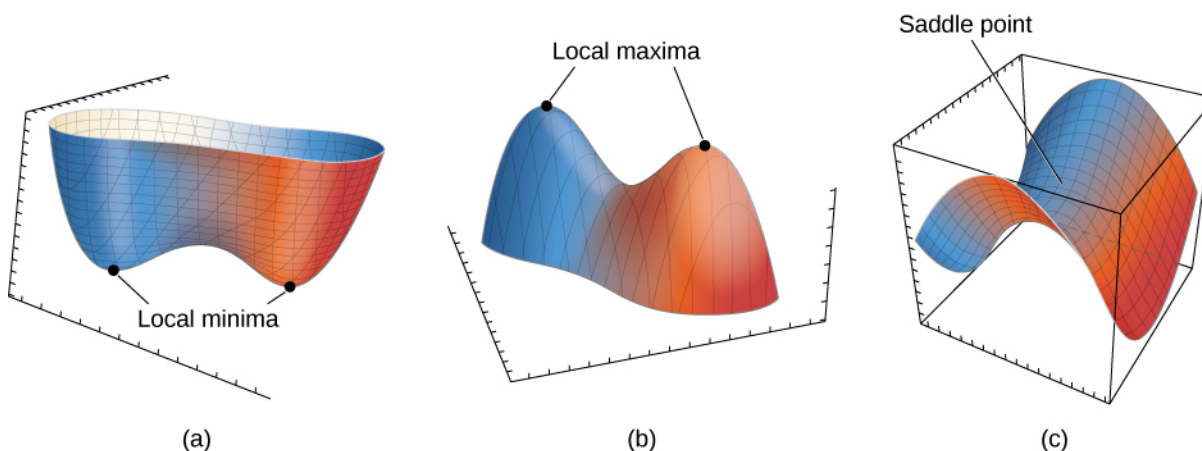 Local minima
(a)
Local maxima
(b)
Saddle point
(c)